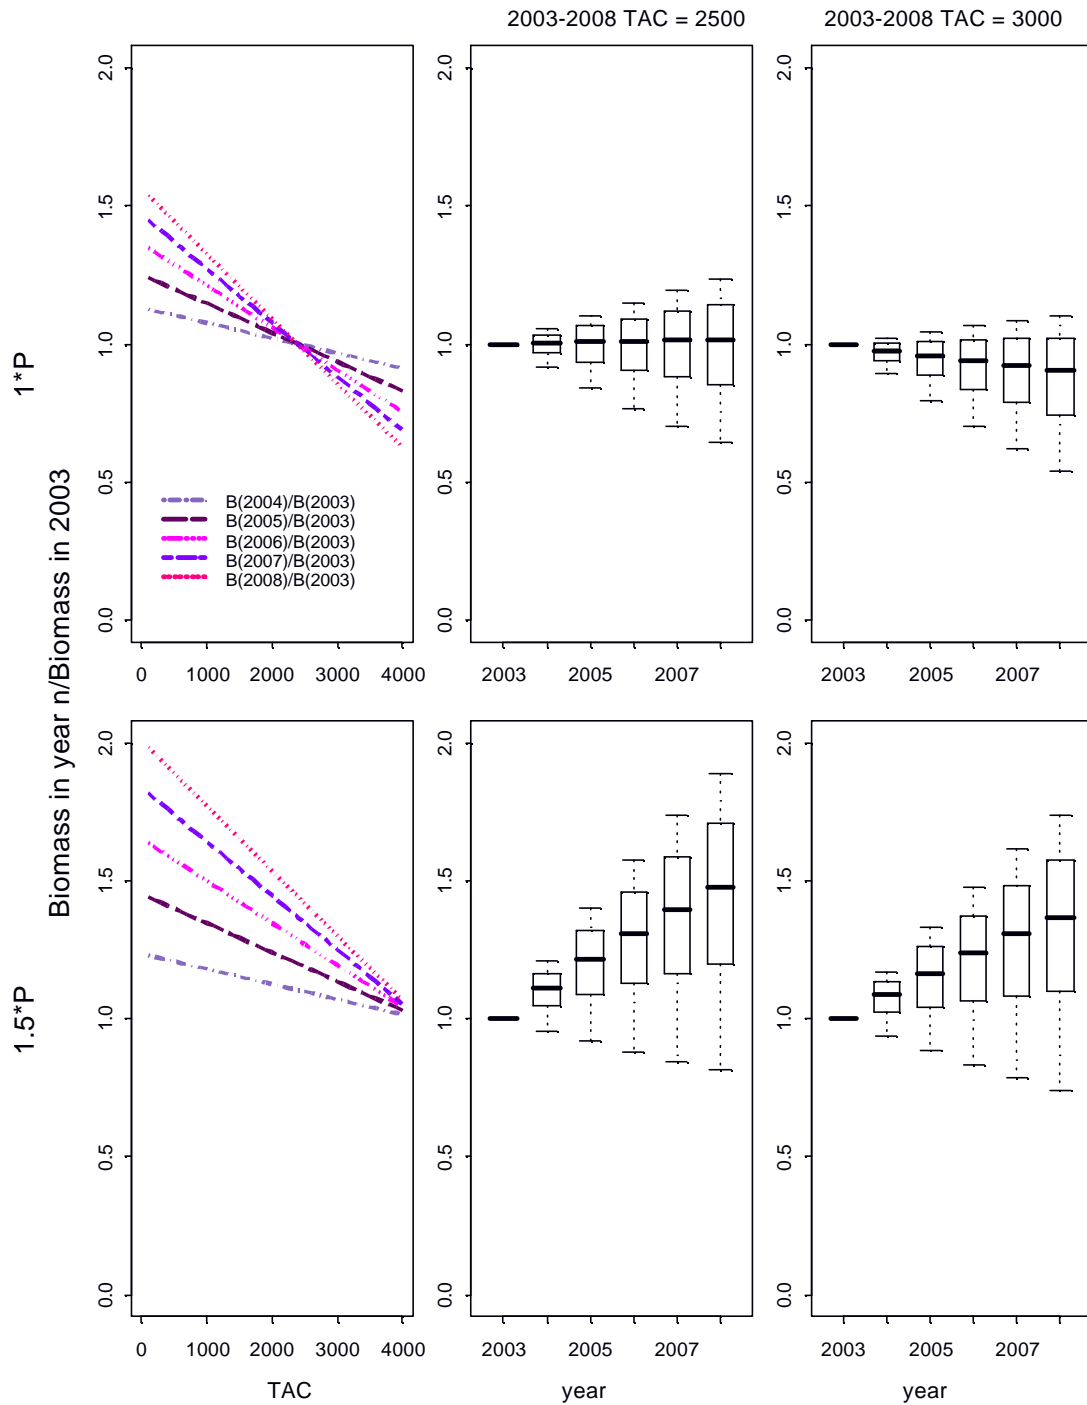 2003-2008 TAC = 2500
2003-2008 TAC = 3000
Biomass in year n/Biomass in 2003
1*P
2.0
1.5
1.0
0.5
0.0
B(2004)/B(2003)
B(2005)/B(2003)
B(2006)/B(2003)
B(2007)/B(2003)
B(2008)/B(2003)
0 1000 2000 3000 4000
2.0
1.5
1.0
0.5
0.0
2003 2005 2007
2.0
1.5
1.0
0.5
0.0
2003 2005 2007
1.5*P
2.0
1.5
1.0
0.5
0.0
0 1000 2000 3000 4000
TAC
2.0
1.5
1.0
0.5
0.0
2003 2005 2007
year
2.0
1.5
1.0
0.5
0.0
2003 2005 2007
year